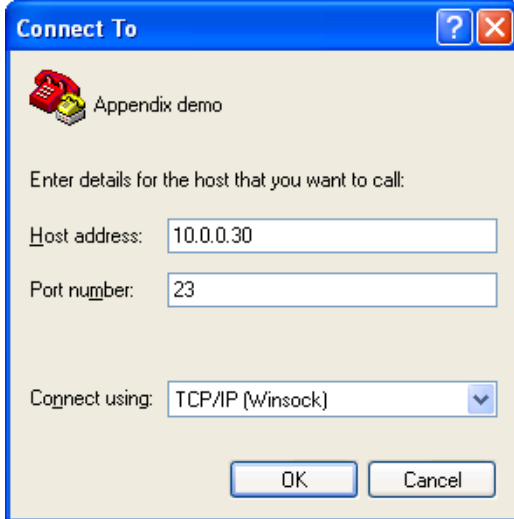 Connect To
Appendix demo
Enter details for the host that you want to call:
Host address: 10.0.0.30
Port number: 23
Connect using: TCP/IP (Winsock)
OK Cancel